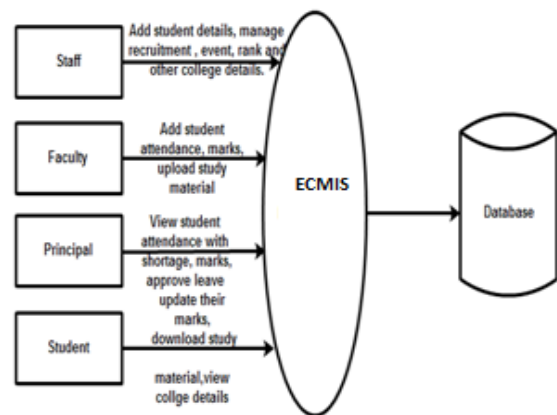 Staff
Add student details, manage
recruitment , event, rank and
other college details.
Faculty
Add student
attendance, marks,
upload study
material
Principal
View student
attendance with
shortage, marks,
approve leave
Student
update their
marks,
download study
material,view
collge details
ECMIS
Database